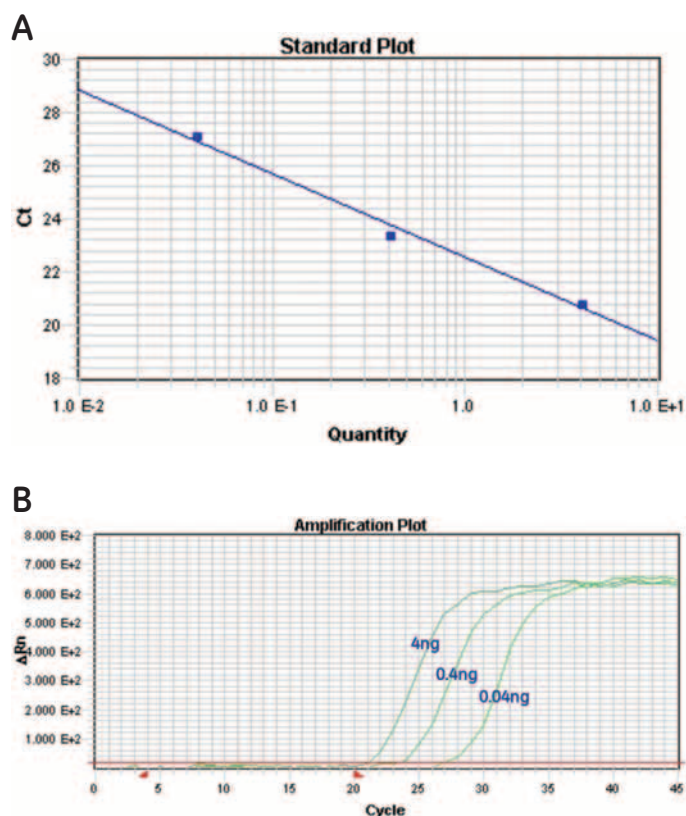 A
Standard Plot
30
28
26
24
22
20
18
Ct
1.0 E-2
1.0 E-1
1.0
1.0 E+1
Quantity
B
Amplification Plot
8.000 E+2
7.000 E+2
6.000 E+2
5.000 E+2
4.000 E+2
3.000 E+2
2.000 E+2
1.000 E+2
ΔRn
4ng
0.4ng
0.04ng
0 5 10 15 20 25 30 35 40 45
Cycle